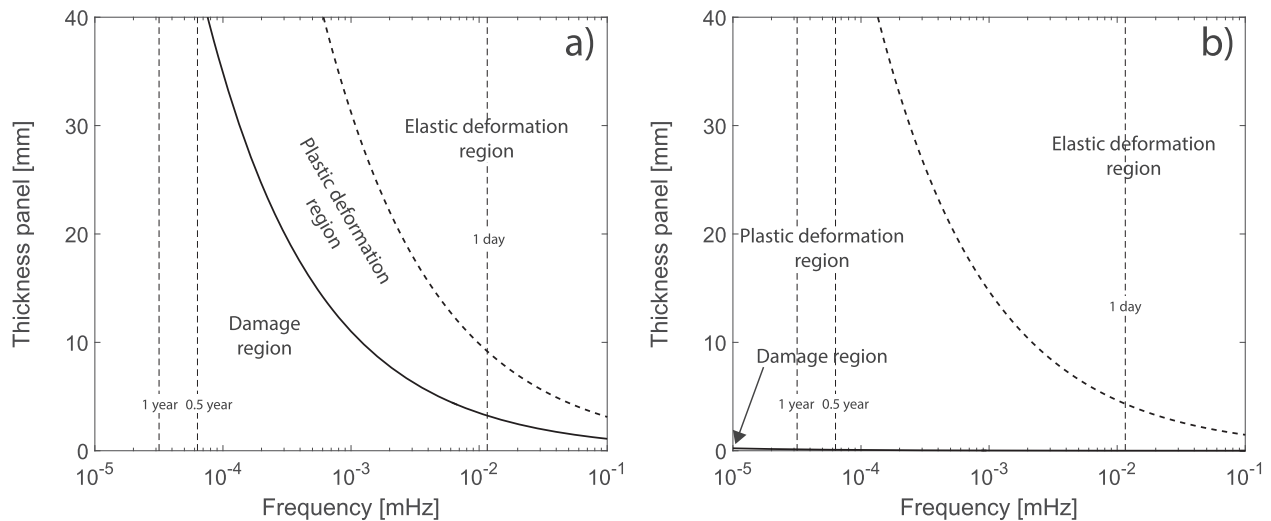 a)
40
30
20
10
0
Thickness panel [mm]
Elastic deformation
region
Plastic deformation
region
1 day
Damage
region
1 year
0.5 year
10-5
10-4
10-3
10-2
10-1
Frequency [mHz]
b)
40
30
20
10
0
Thickness panel [mm]
Elastic deformation
region
Plastic deformation
region
1 day
Damage region
1 year
0.5 year
10-5
10-4
10-3
10-2
10-1
Frequency [mHz]